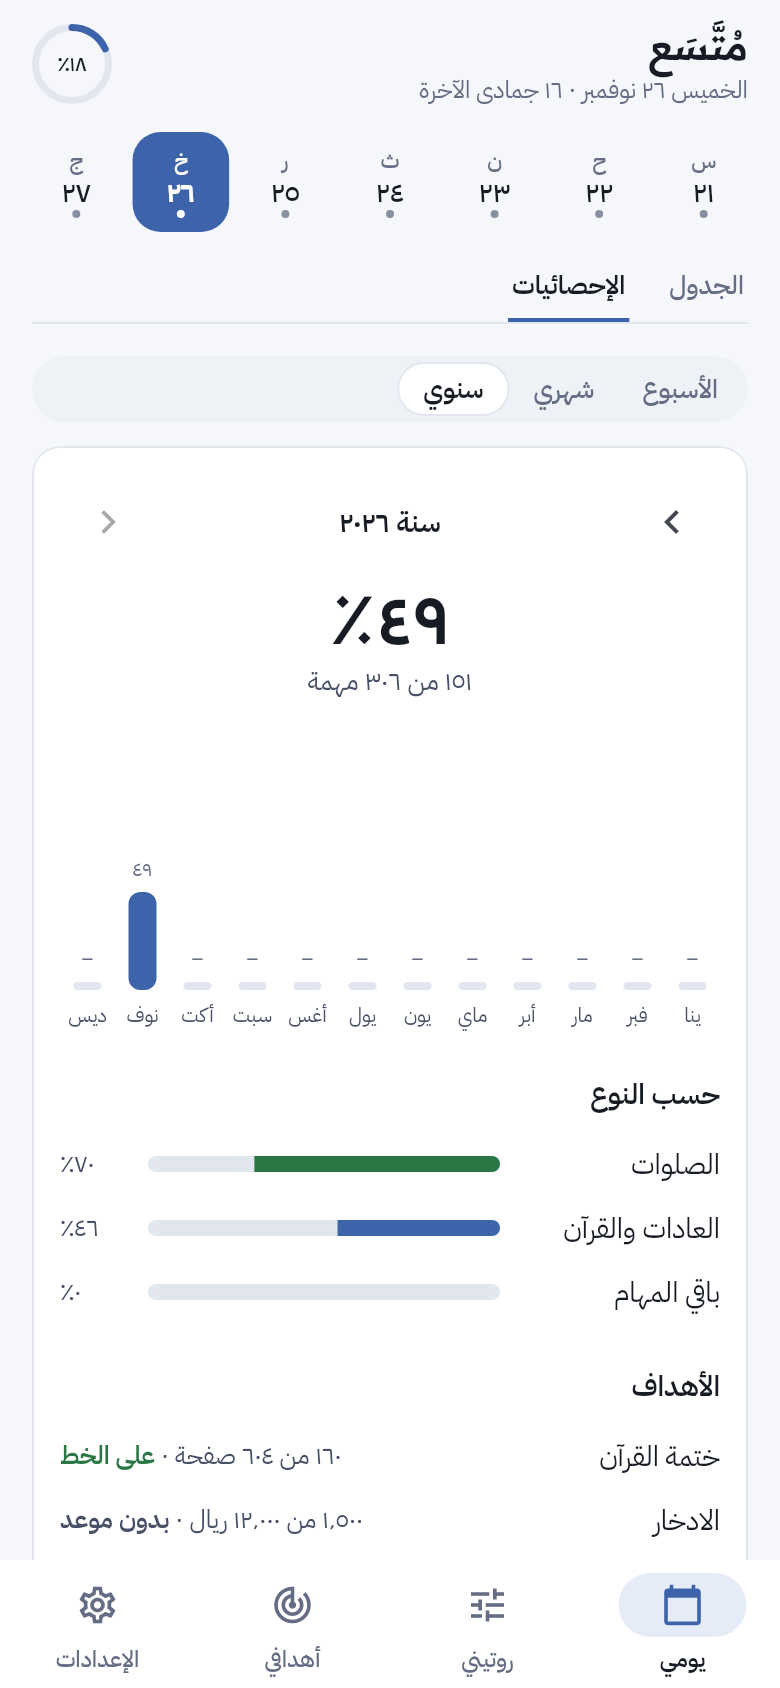 مُتَّسَع
الخميس ٢٦ نوفمبر · ١٦ جمادى الآخرة
٪١٨
س ح ن ث ر خ ج
٢١ ٢٢ ٢٣ ٢٤ ٢٥ ٢٦ ٢٧
الجدول الإحصائيات
الأسبوع شهري سنوي
سنة ٢٠٢٦
٪٤٩
١٥١ من ٣٠٦ مهمة
– – – – – – – – – – ٤٩ –
ينا فبر مار أبر ماي يون يول أغس سبت أكت نوف ديس
حسب النوع
الصلوات ٪٧٠
العادات والقرآن ٪٤٦
باقي المهام ٪٠
الأهداف
ختمة القرآن ١٦٠ من ٦٠٤ صفحة · على الخط
الادخار ١٬٥٠٠ من ١٢٬٠٠٠ ريال · بدون موعد
يومي روتيني أهدافي الإعدادات